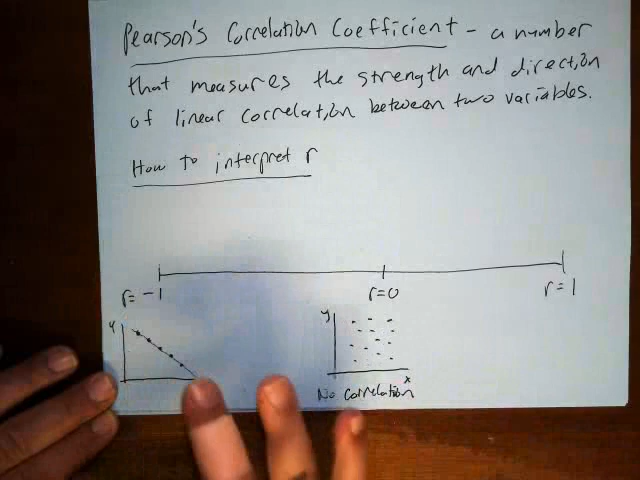 Pearson's Correlation Coefficient - a number
that measures the strength and direction
of linear correlation between two variables.
How to interpret r
r= -1
r=0
r= 1
y
y
x
No correlation